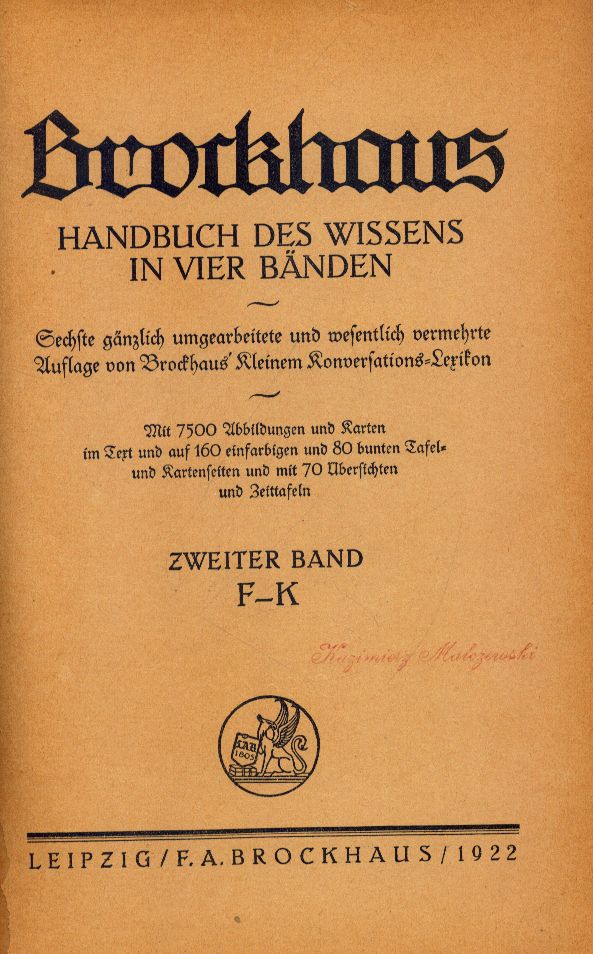 Brockhaus
HANDBUCH DES WISSENS
IN VIER BÄNDEN
Sechste gänzlich umgearbeitete und wesentlich vermehrte
Auflage von Brockhaus' Kleinem Konversations=Lexikon
Mit 7500 Abbildungen und Karten
im Text und auf 160 einfarbigen und 80 bunten Tafel=
und Kartenseiten und mit 70 Übersichten
und Zeittafeln
ZWEITER BAND
F–K
Kazimierz Malczewski
FAB
1805
LEIPZIG / F. A. BROCKHAUS / 1922